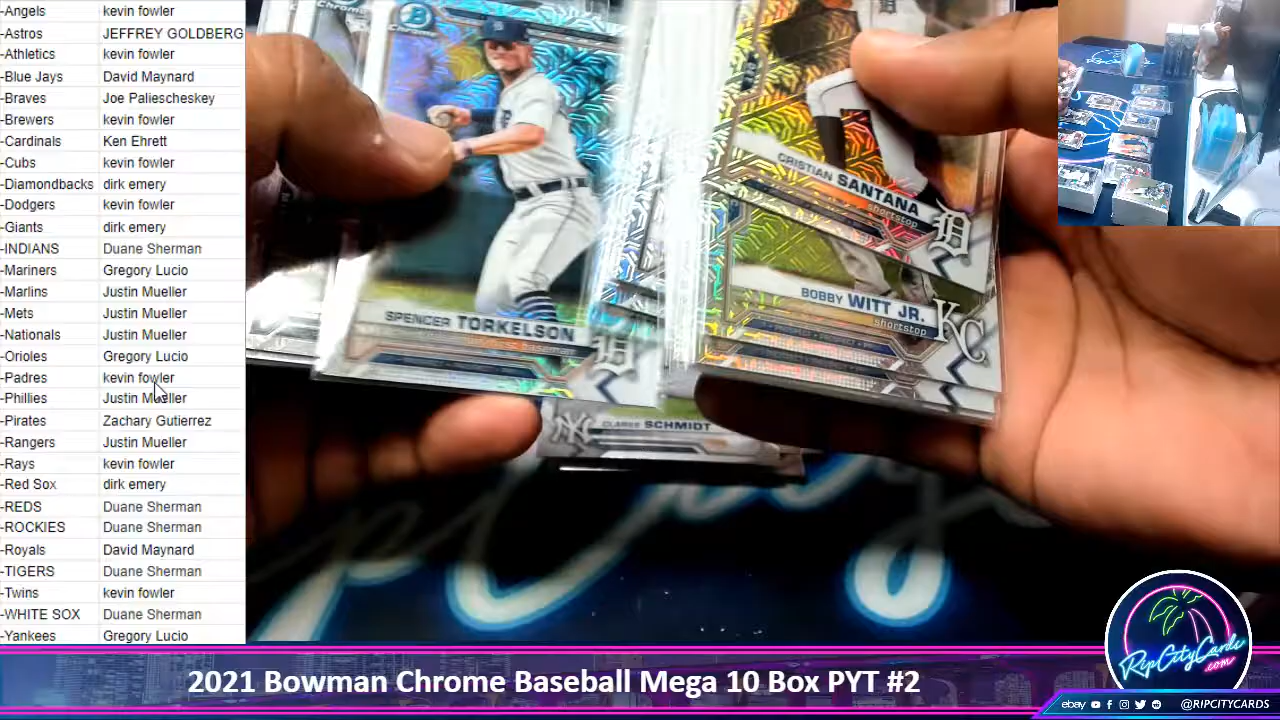 -Angels kevin fowler
-Astros JEFFREY GOLDBERG
-Athletics kevin fowler
-Blue Jays David Maynard
-Braves Joe Paliescheskey
-Brewers kevin fowler
-Cardinals Ken Ehrett
-Cubs kevin fowler
-Diamondbacks dirk emery
-Dodgers kevin fowler
-Giants dirk emery
-INDIANS Duane Sherman
-Mariners Gregory Lucio
-Marlins Justin Mueller
-Mets Justin Mueller
-Nationals Justin Mueller
-Orioles Gregory Lucio
-Padres kevin fowler
-Phillies Justin Mueller
-Pirates Zachary Gutierrez
-Rangers Justin Mueller
-Rays kevin fowler
-Red Sox dirk emery
-REDS Duane Sherman
-ROCKIES Duane Sherman
-Royals David Maynard
-TIGERS Duane Sherman
-Twins kevin fowler
-WHITE SOX Duane Sherman
-Yankees Gregory Lucio
Chrome
SPENCER TORKELSON
CRISTIAN SANTANA
shortstop
BOBBY WITT JR.
shortstop
KC
NY CLARKE SCHMIDT
RipCityCards
.com
2021 Bowman Chrome Baseball Mega 10 Box PYT #2
ebay @RIPCITYCARDS